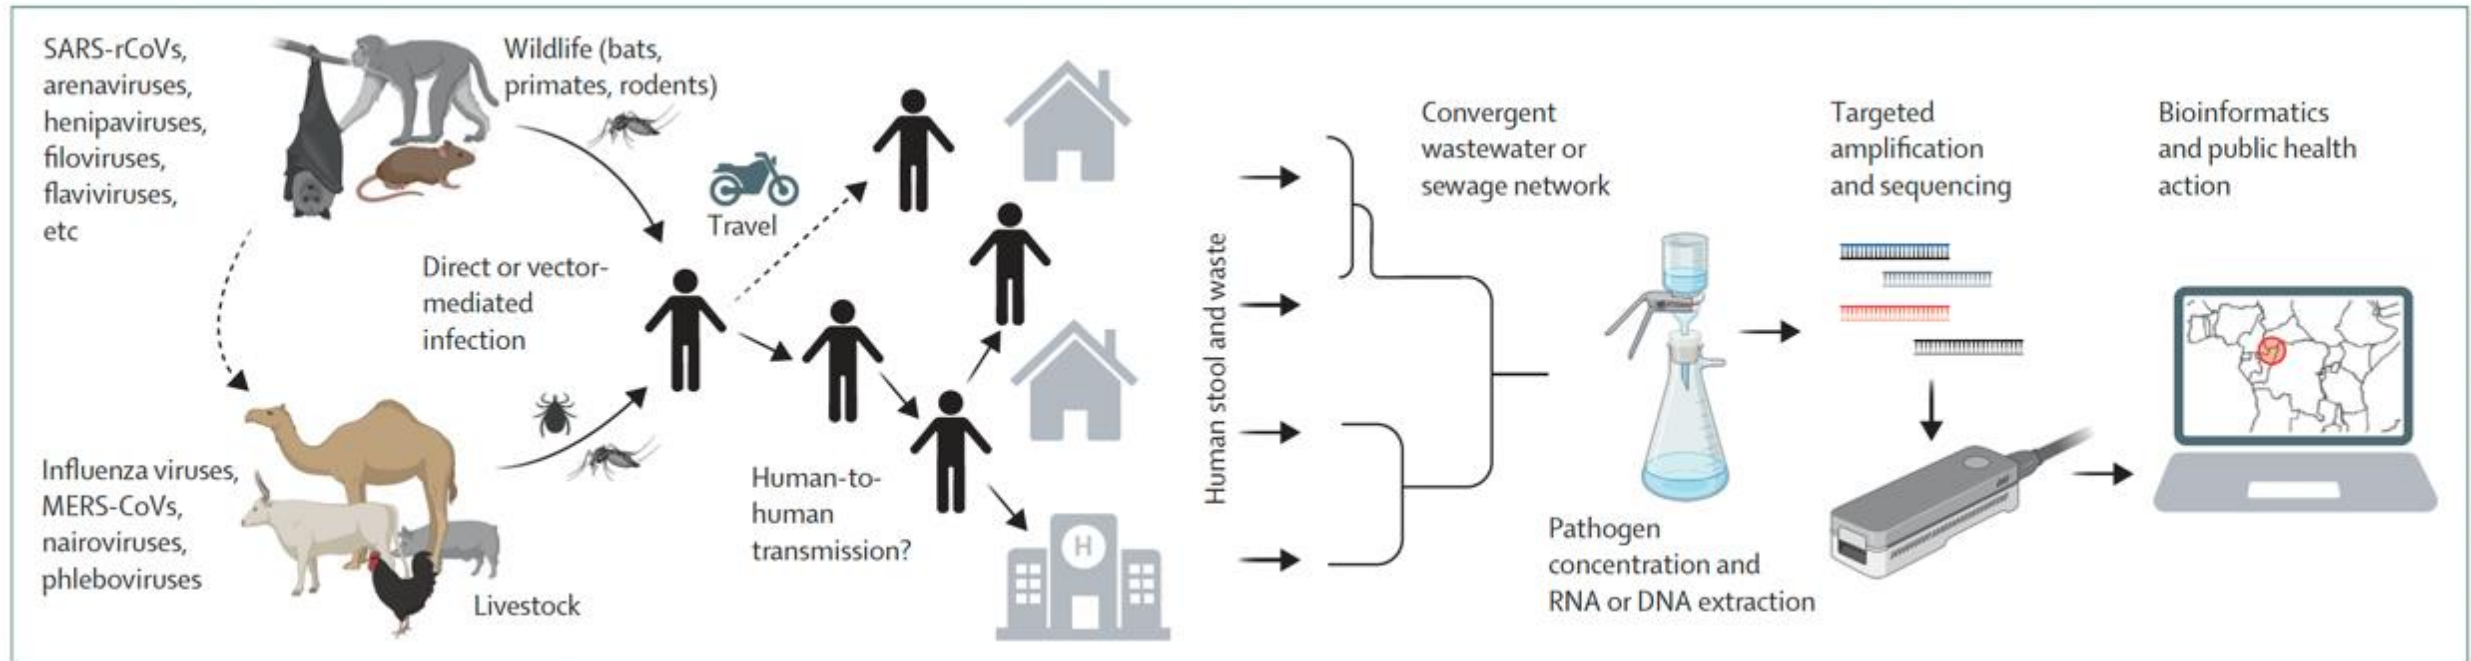 SARS-rCoVs,
arenaviruses,
henipaviruses,
filoviruses,
flaviviruses,
etc
Wildlife (bats,
primates, rodents)
Travel
Direct or vector-
mediated
infection
Influenza viruses,
MERS-CoVs,
nairoviruses,
phleboviruses
Livestock
Human-to-
human
transmission?
H
Human stool and waste
Convergent
wastewater or
sewage network
Pathogen
concentration and
RNA or DNA extraction
Targeted
amplification
and sequencing
Bioinformatics
and public health
action